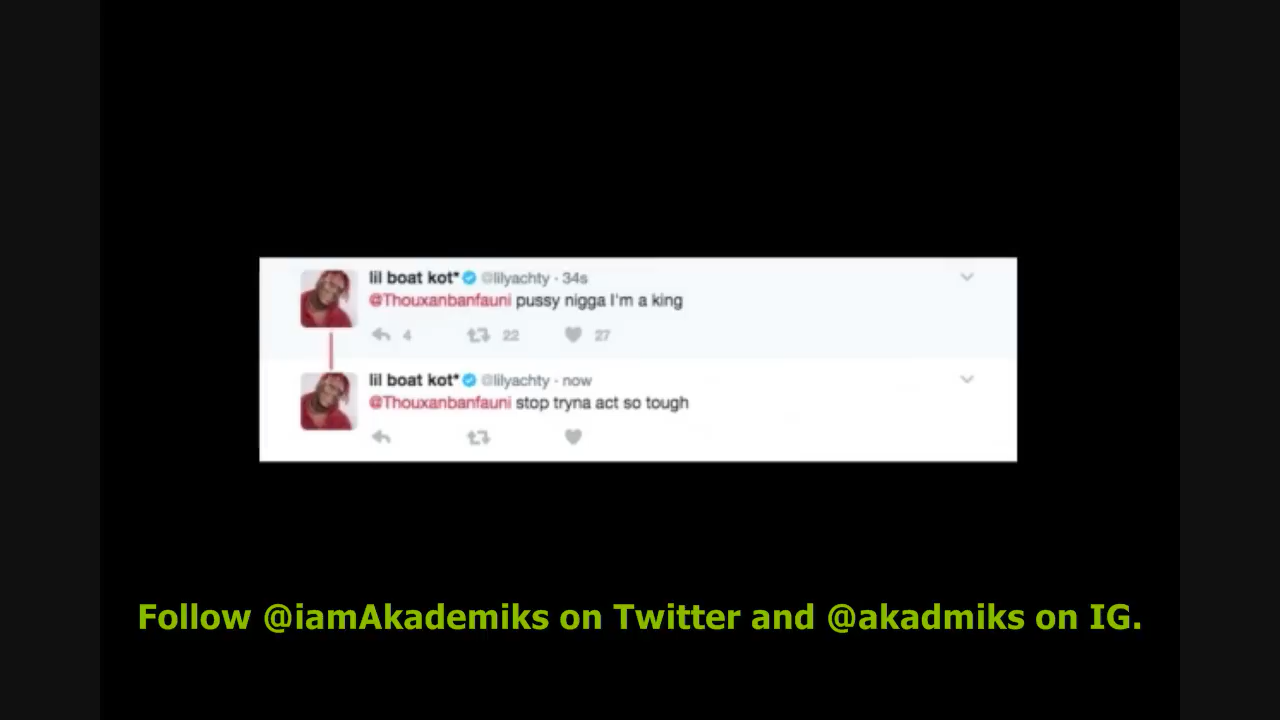 lil boat kot* @lilyachty · 34s
@Thouxanbanfauni pussy nigga I'm a king
4 22 27
lil boat kot* @lilyachty · now
@Thouxanbanfauni stop tryna act so tough
Follow @iamAkademiks on Twitter and @akadmiks on IG.